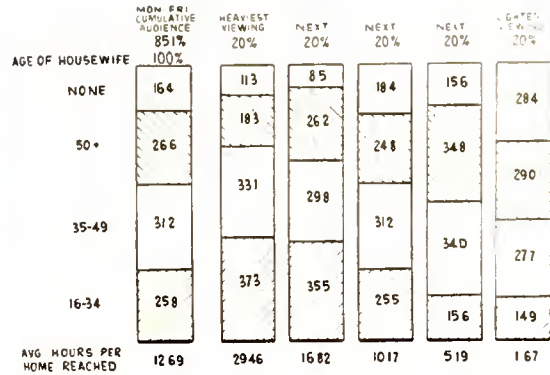 MON FRI HEAVIEST NEXT NEXT NEXT
CUMULATIVE VIEWING
AUDIENCE 20% 20% 20% 20% 20%
851%
AGE OF HOUSEWIFE 100%
NONE 164 113 85 184 156 284
50+ 266 183 262 248 348 290
35-49 312 331 298 312 340 277
16-34 258 373 355 255 156 149
AVG HOURS PER
HOME REACHED 1269 2946 1682 1017 519 167